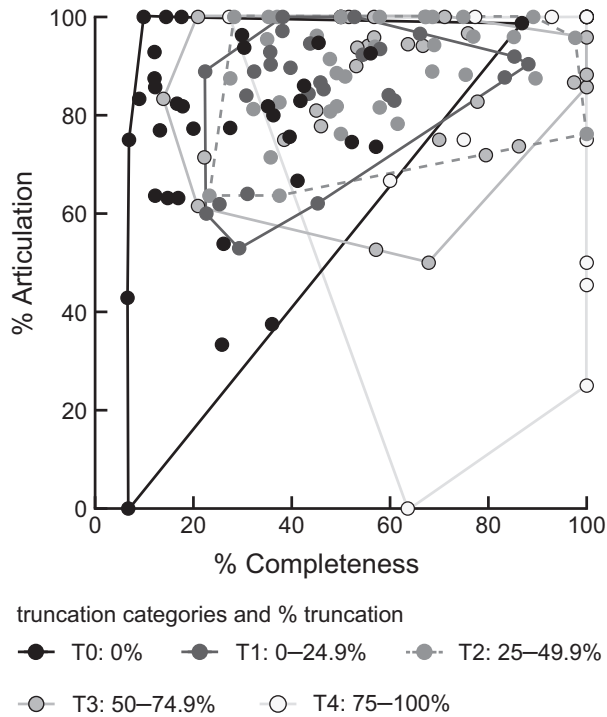 100
80
60
40
20
0
% Articulation
0 20 40 60 80 100
% Completeness
truncation categories and % truncation
T0: 0% T1: 0–24.9% T2: 25–49.9%
T3: 50–74.9% T4: 75–100%